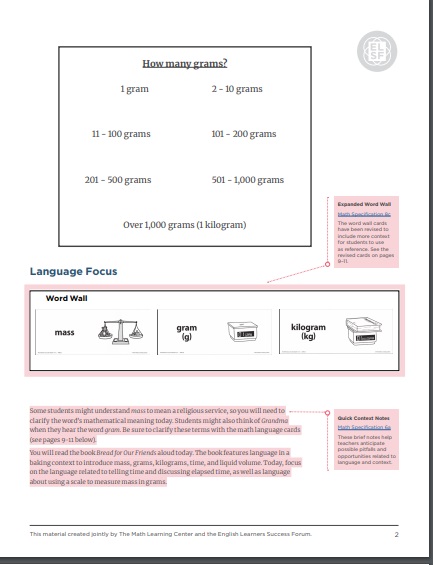 How many grams?
1 gram 2 - 10 grams
11 - 100 grams 101 - 200 grams
201 - 500 grams 501 - 1,000 grams
Over 1,000 grams (1 kilogram)
EL
SF
Expanded Word Wall
Math Specification 6c
The word wall cards
have been revised to
include more context
for students to use
as reference. See the
revised cards on pages
9-11
Language Focus
Word Wall
mass
gram
(g)
kilogram
(kg)
Some students might understand mass to mean a religious service, so you will need to
clarify the word's mathematical meaning today. Students might also think of Grandma
when they hear the word gram. Be sure to clarify these terms with the math language cards
(see pages 9-11 below).
You will read the book Bread for Our Friends aloud today. The book features language in a
baking context to introduce mass, grams, kilograms, time, and liquid volume. Today, focus
on the language related to telling time and discussing elapsed time, as well as language
about using a scale to measure mass in grams.
Quick Context Notes
Math Specification 6a
These brief notes help
teachers anticipate
possible pitfalls and
opportunities related to
language and context.
This material created jointly by The Math Learning Center and the English Learners Success Forum.
2